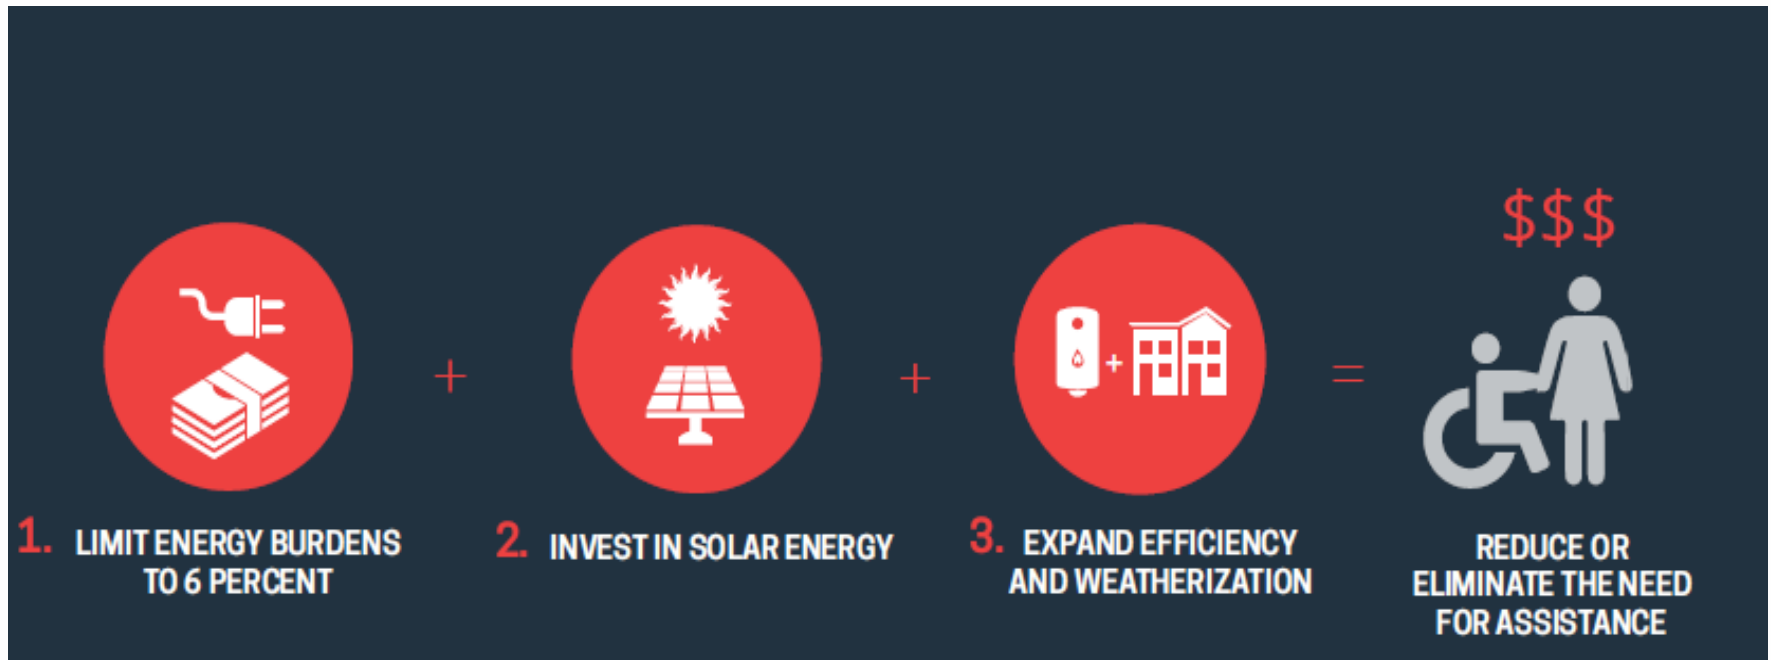 $$$
1. LIMIT ENERGY BURDENS
TO 6 PERCENT
+
2. INVEST IN SOLAR ENERGY
+
+
3. EXPAND EFFICIENCY
AND WEATHERIZATION
=
REDUCE OR
ELIMINATE THE NEED
FOR ASSISTANCE